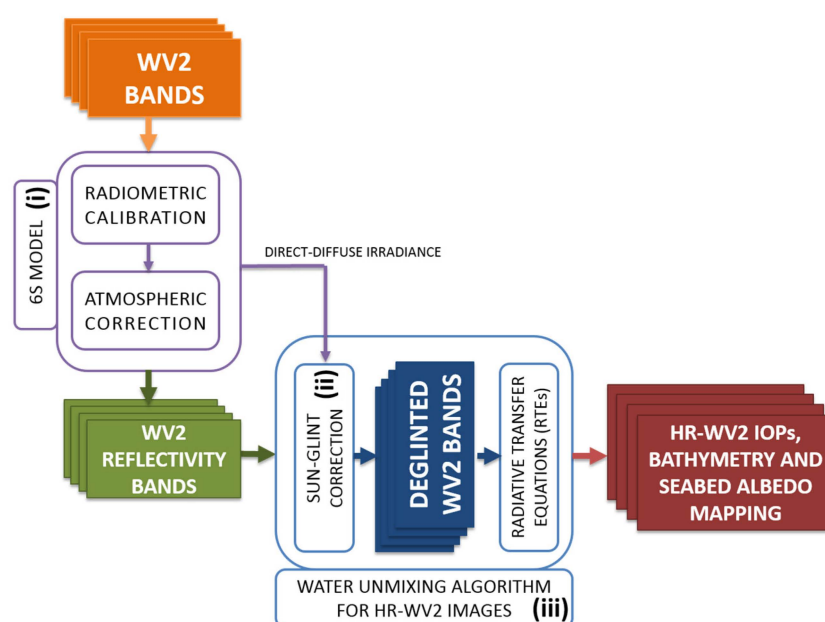 WV2
BANDS
6S MODEL (i)
RADIOMETRIC
CALIBRATION
ATMOSPHERIC
CORRECTION
DIRECT-DIFFUSE IRRADIANCE
WV2
REFLECTIVITY
BANDS
SUN-GLINT (ii)
CORRECTION
DEGLINTED
WV2 BANDS
RADIATIVE TRANSFER
EQUATIONS (RTEs)
HR-WV2 IOPs,
BATHYMETRY AND
SEABED ALBEDO
MAPPING
WATER UNMIXING ALGORITHM
FOR HR-WV2 IMAGES (iii)